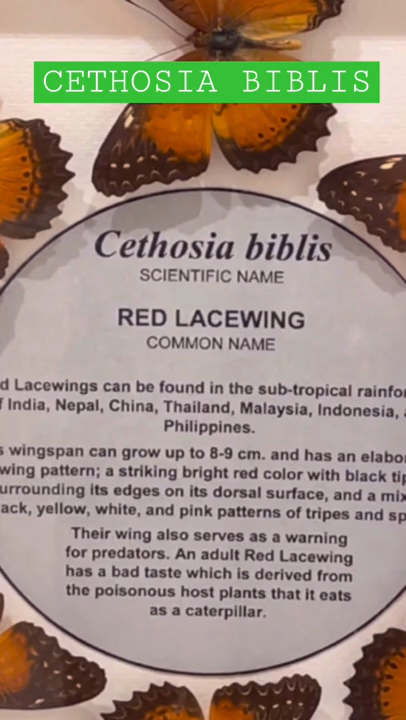 CETHOSIA BIBLIS
Cethosia biblis
SCIENTIFIC NAME
RED LACEWING
COMMON NAME
d Lacewings can be found in the sub-tropical rainfor
f India, Nepal, China, Thailand, Malaysia, Indonesia,
Philippines.
s wingspan can grow up to 8-9 cm. and has an elabor
wing pattern; a striking bright red color with black tip
urrounding its edges on its dorsal surface, and a mix
ack, yellow, white, and pink patterns of tripes and sp
Their wing also serves as a warning
for predators. An adult Red Lacewing
has a bad taste which is derived from
the poisonous host plants that it eats
as a caterpillar.